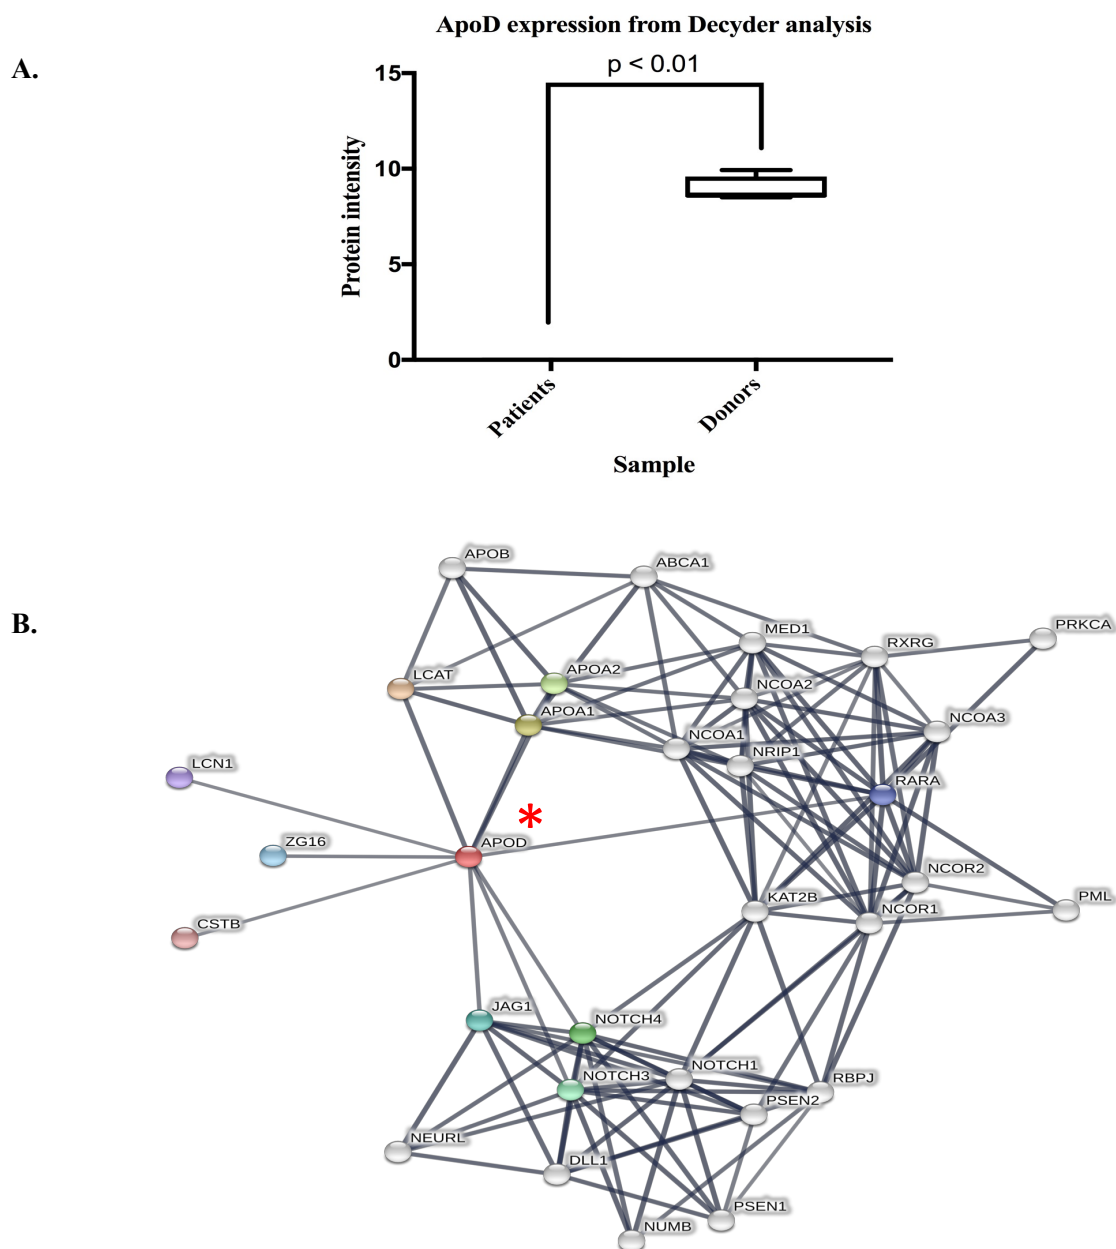 ApoD expression from Decyder analysis
A.
p < 0.01
15
10
5
0
Protein intensity
Patients
Donors
Sample
B.
APOB
ABCA1
PRKCA
MED1
RXRG
LCAT
APOA2
NCOA2
APOA1
NCOA3
NCOA1
NRIP1
LCN1
RARA
*
ZG16
APOD
NCOR2
KAT2B
PML
NCOR1
CSTB
JAG1
NOTCH4
NOTCH1
NOTCH3
RBPJ
PSEN2
NEURL
DLL1
PSEN1
NUMB